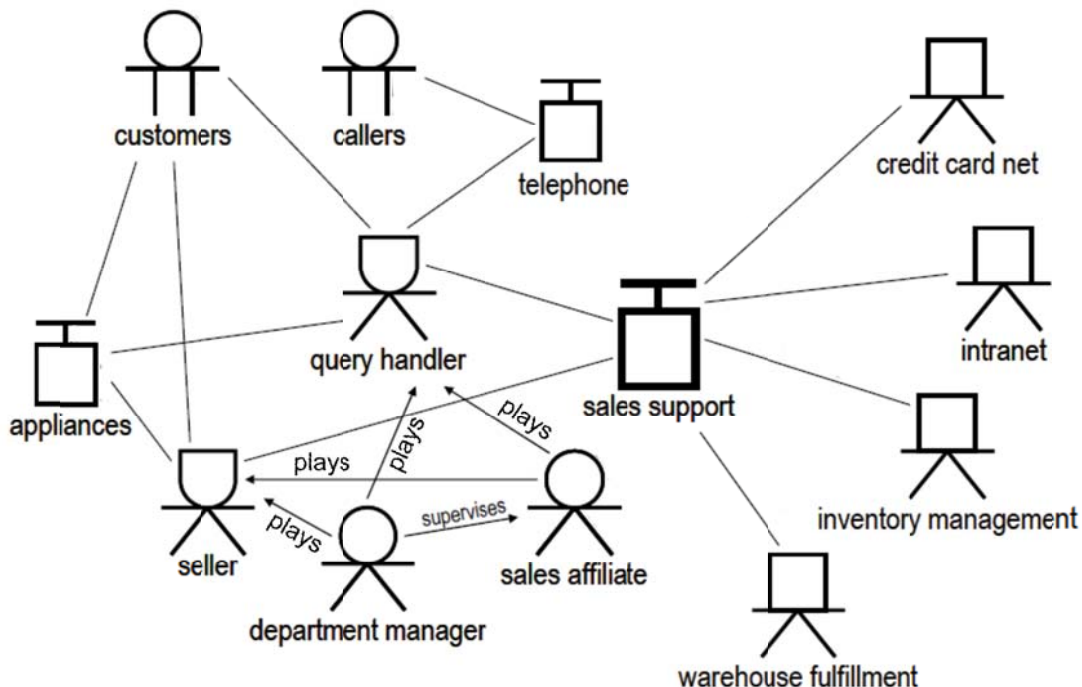 customers
callers
telephone
credit card net
query handler
sales support
intranet
appliances
plays
plays
plays
plays
supervises
seller
sales affiliate
inventory management
department manager
warehouse fulfillment